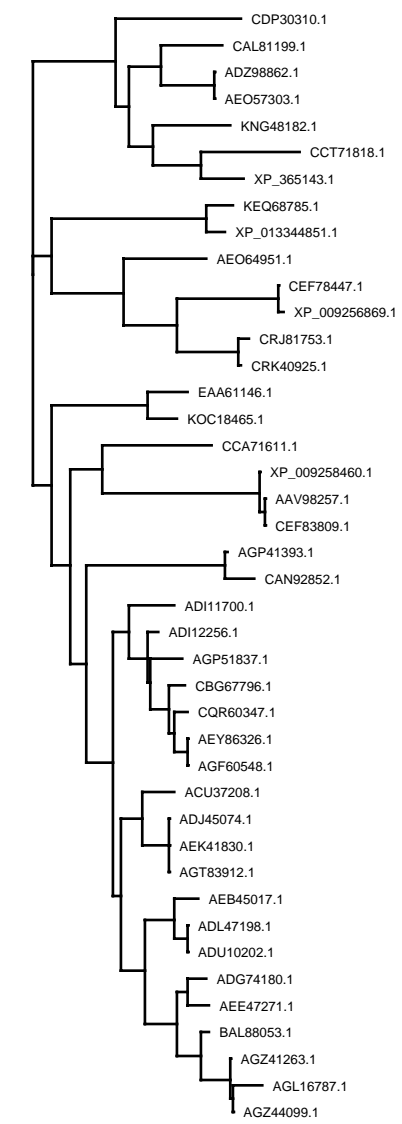 CDP30310.1
CAL81199.1
ADZ98862.1
AEO57303.1
KNG48182.1
CCT71818.1
XP_365143.1
KEQ68785.1
XP_013344851.1
AEO64951.1
CEF78447.1
XP_009256869.1
CRJ81753.1
CRK40925.1
EAA61146.1
KOC18465.1
CCA71611.1
XP_009258460.1
AAV98257.1
CEF83809.1
AGP41393.1
CAN92852.1
ADI11700.1
ADI12256.1
AGP51837.1
CBG67796.1
CQR60347.1
AEY86326.1
AGF60548.1
ACU37208.1
ADJ45074.1
AEK41830.1
AGT83912.1
AEB45017.1
ADL47198.1
ADU10202.1
ADG74180.1
AEE47271.1
BAL88053.1
AGZ41263.1
AGL16787.1
AGZ44099.1